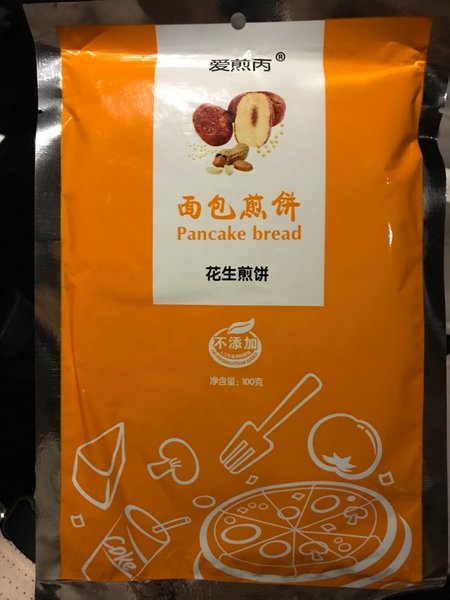 爱煎丙®
面包煎饼
Pancake bread
花生煎饼
不添加
净含量：100克
Coke